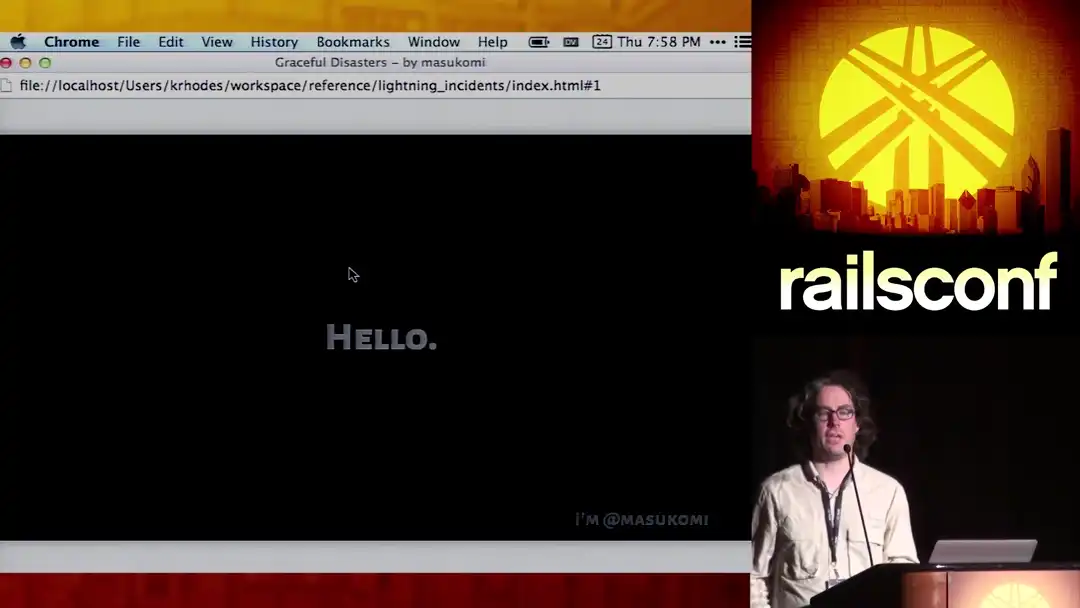 Chrome File Edit View History Bookmarks Window Help DV 24 Thu 7:58 PM
Graceful Disasters – by masukomi
file://localhost/Users/krhodes/workspace/reference/lightning_incidents/index.html#1
Hello.
I'm @masukomi
railsconf